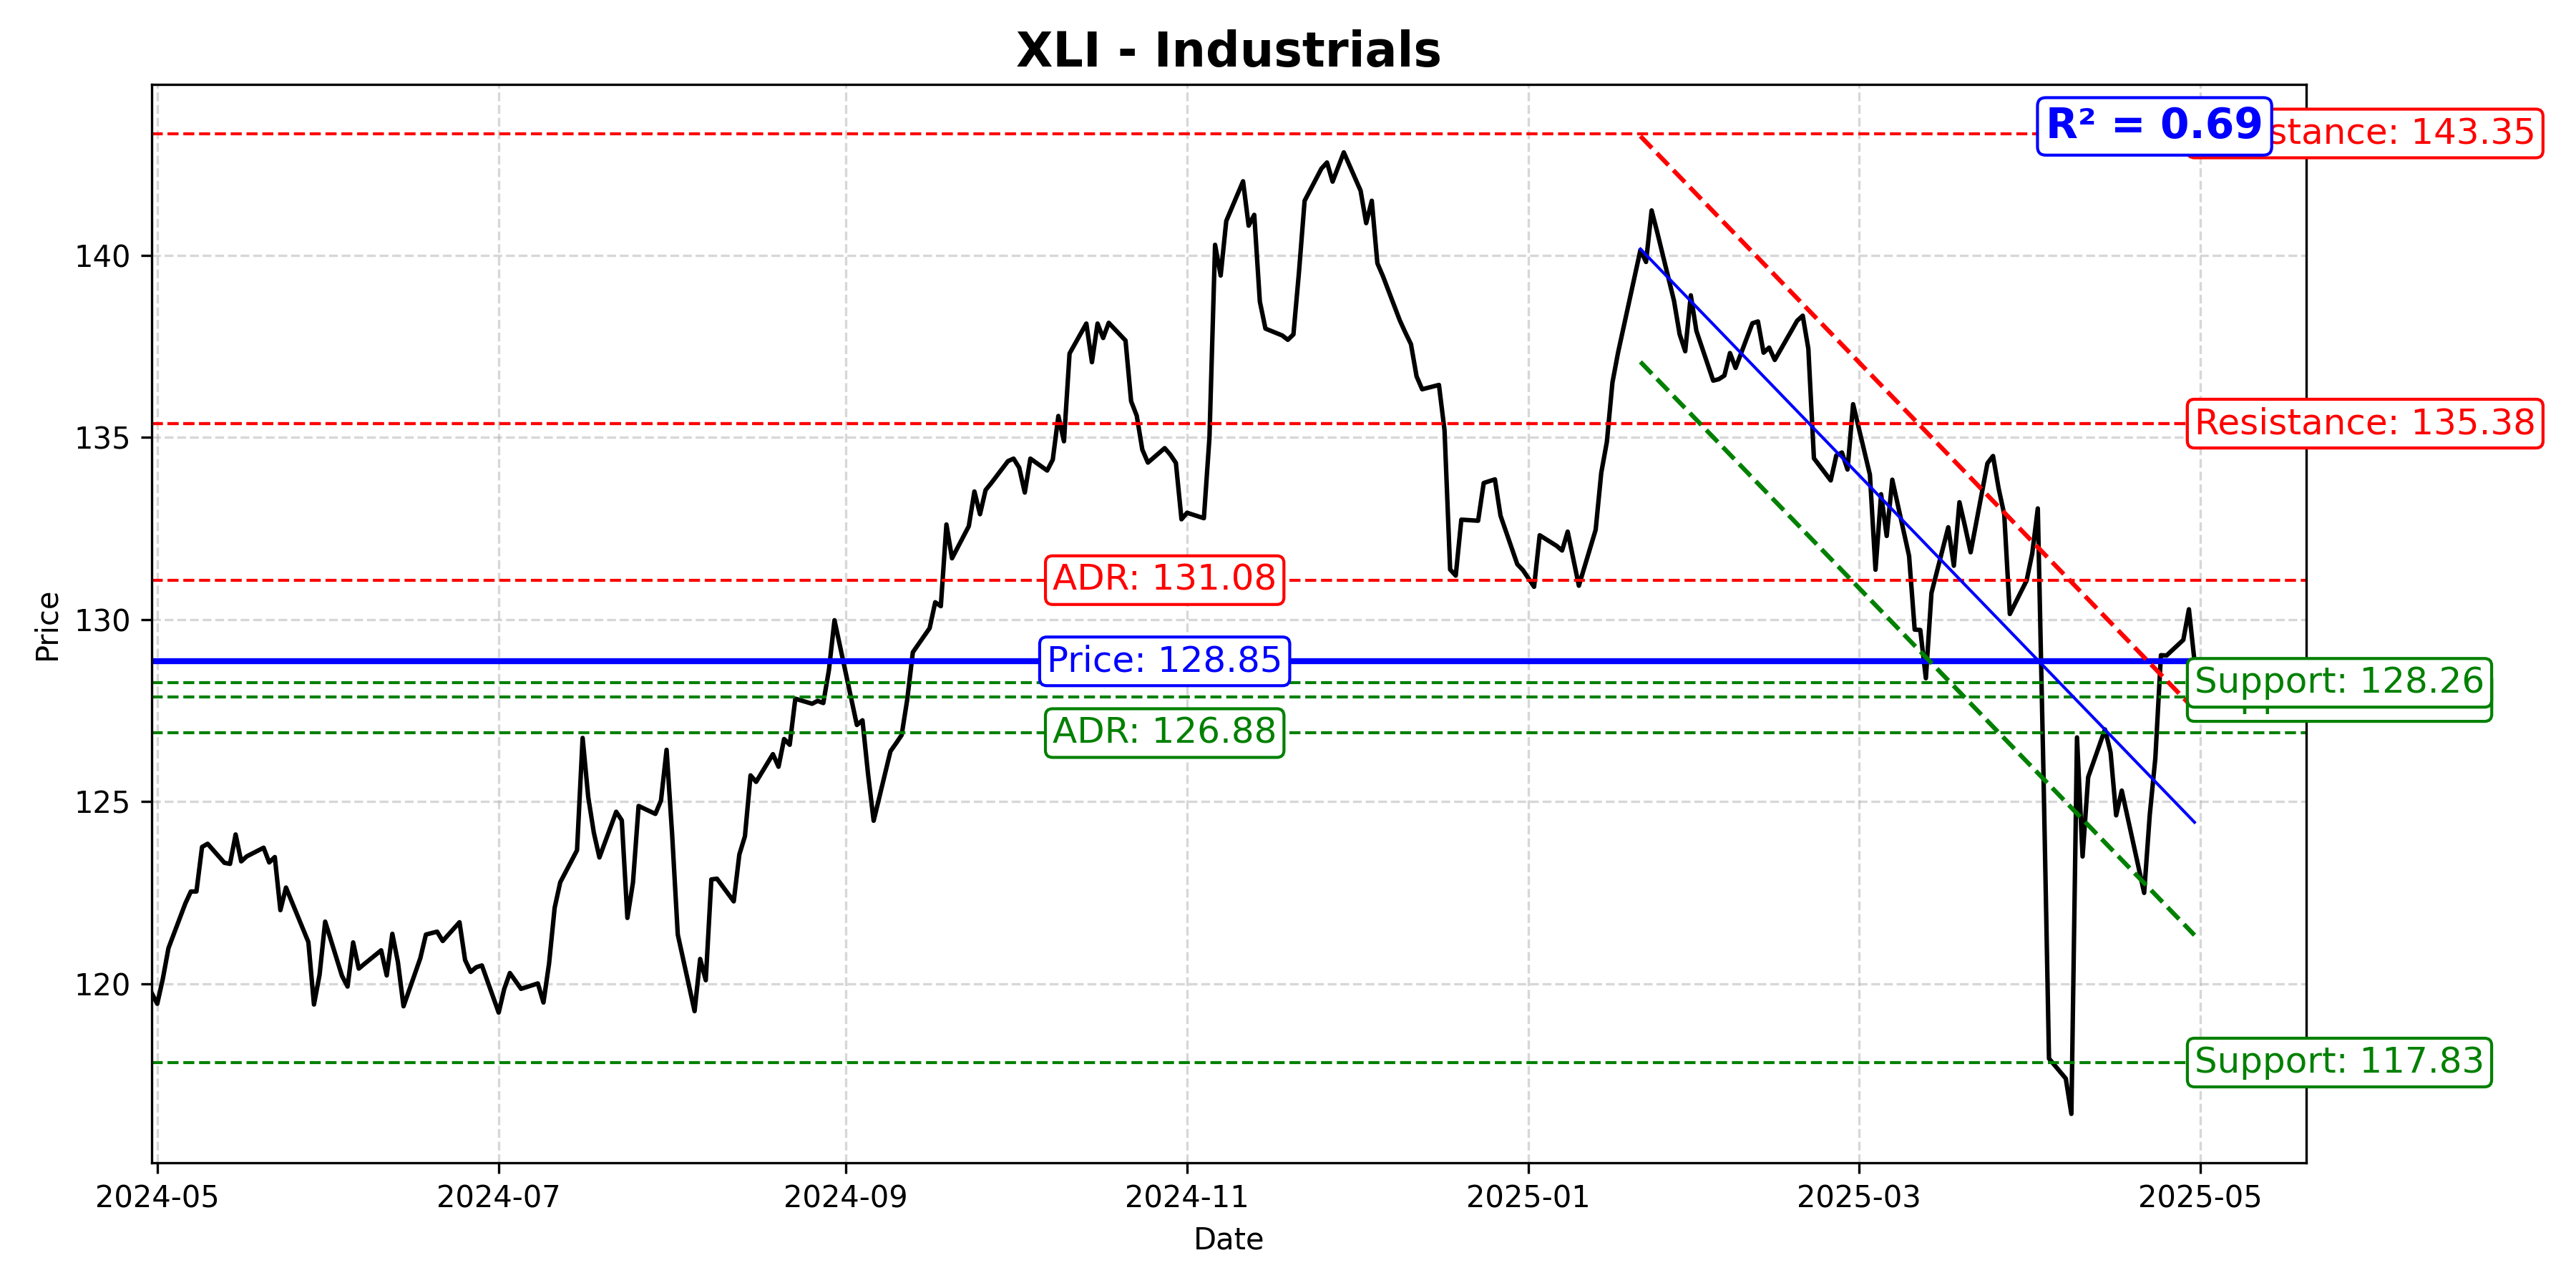 XLI - Industrials
R² = 0.69
stance: 143.35
140
135
Resistance: 135.38
ADR: 131.08
130
Price: 128.85
Support: 128.26
ADR: 126.88
125
120
Support: 117.83
Price
2024-05
2024-07
2024-09
2024-11
2025-01
2025-03
2025-05
Date